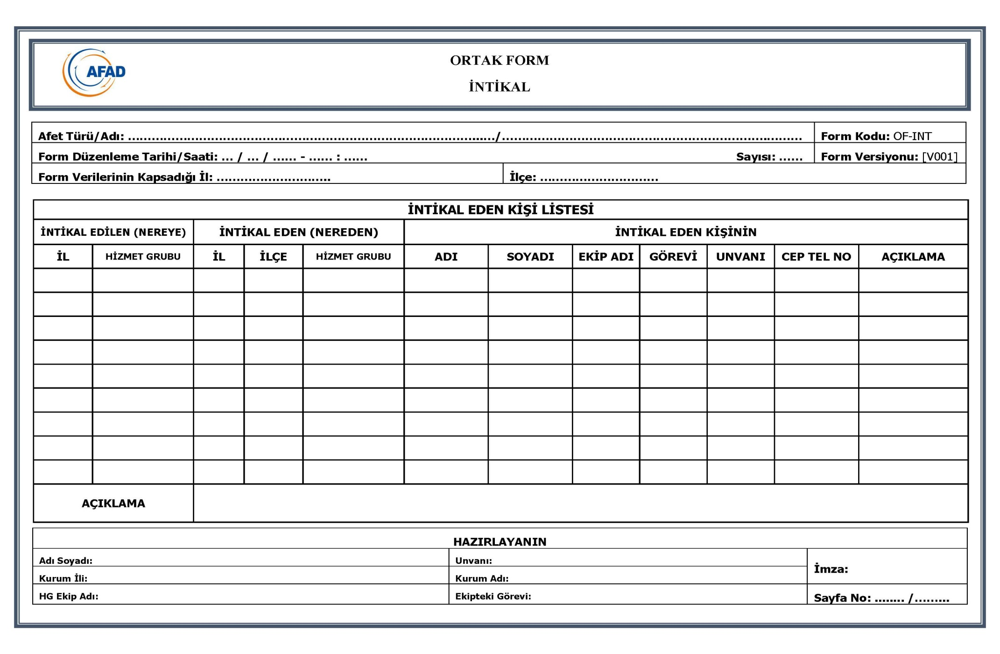 AFAD
ORTAK FORM
İNTİKAL
Afet Türü/Adı: ………………………………………………………………………………....../………………………………………………………………..………
Form Kodu: OF-INT
Form Düzenleme Tarihi/Saati: ... / ... / ...... - ...... : ......
Sayısı: ......
Form Versiyonu: [V001]
Form Verilerinin Kapsadığı İl: ………………………..
İlçe: …………………………
İNTİKAL EDEN KİŞİ LİSTESİ
İNTİKAL EDİLEN (NEREYE) İNTİKAL EDEN (NEREDEN) İNTİKAL EDEN KİŞİNİN
İL HİZMET GRUBU İL İLÇE HİZMET GRUBU ADI SOYADI EKİP ADI GÖREVİ UNVANI CEP TEL NO AÇIKLAMA
AÇIKLAMA
HAZIRLAYANIN
Adı Soyadı:
Unvanı:
İmza:
Kurum İli:
Kurum Adı:
HG Ekip Adı:
Ekipteki Görevi:
Sayfa No: ........ /.........